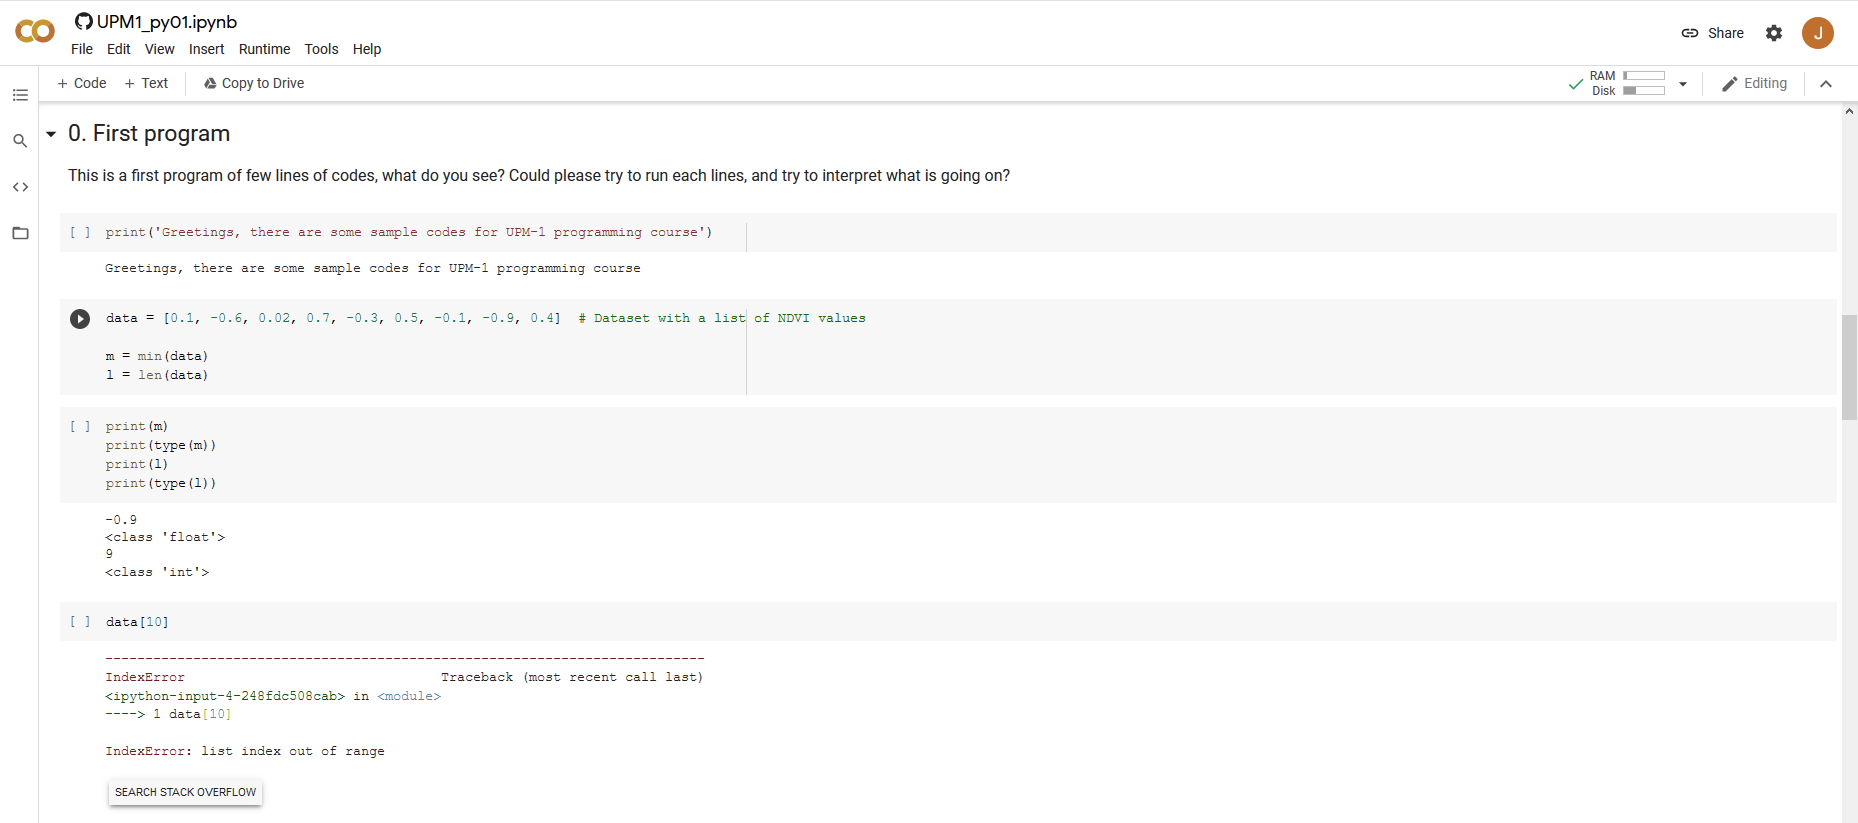 UPM1_py01.ipynb
File Edit View Insert Runtime Tools Help
Share
J
+ Code + Text Copy to Drive
RAM
Disk
Editing
0. First program
This is a first program of few lines of codes, what do you see? Could please try to run each lines, and try to interpret what is going on?
[ ] print('Greetings, there are some sample codes for UPM-1 programming course')
Greetings, there are some sample codes for UPM-1 programming course
data = [0.1, -0.6, 0.02, 0.7, -0.3, 0.5, -0.1, -0.9, 0.4]  # Dataset with a list of NDVI values
m = min(data)
l = len(data)
[ ] print(m)
print(type(m))
print(l)
print(type(l))
-0.9
<class 'float'>
9
<class 'int'>
[ ] data[10]
---------------------------------------------------------------------------
IndexError                                Traceback (most recent call last)
<ipython-input-4-248fdc508cab> in <module>
----> 1 data[10]
IndexError: list index out of range
SEARCH STACK OVERFLOW